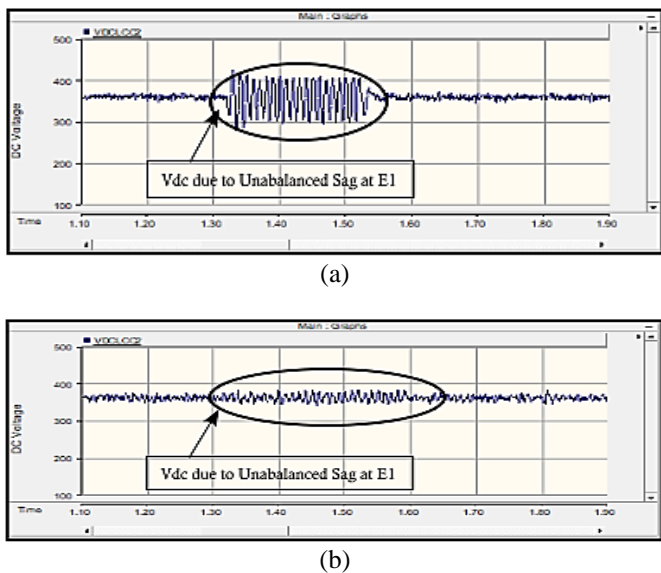 Main : Graphs
VDCLCC2
500
400
300
200
100
DC Voltage
Vdc due to Unabalanced Sag at E1
Time 1.10 1.20 1.30 1.40 1.50 1.60 1.70 1.80 1.90
(a)
Main : Graphs
VDCLCC2
500
400
300
200
100
DC Voltage
Vdc due to Unabalanced Sag at E1
Time 1.10 1.20 1.30 1.40 1.50 1.60 1.70 1.80 1.90
(b)